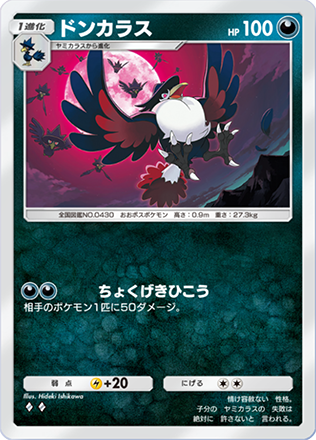 1進化
ドンカラス
HP 100
ヤミカラスから進化
全国図鑑NO.0430 おおボスポケモン 高さ：0.9m 重さ：27.3kg
ちょくげきひこう
相手のポケモン1匹に50ダメージ。
弱点 +20 にげる
Illus. Hideki Ishikawa
情け容赦ない 性格。
子分の ヤミカラスの 失敗は
絶対に 許さないと 言われる。